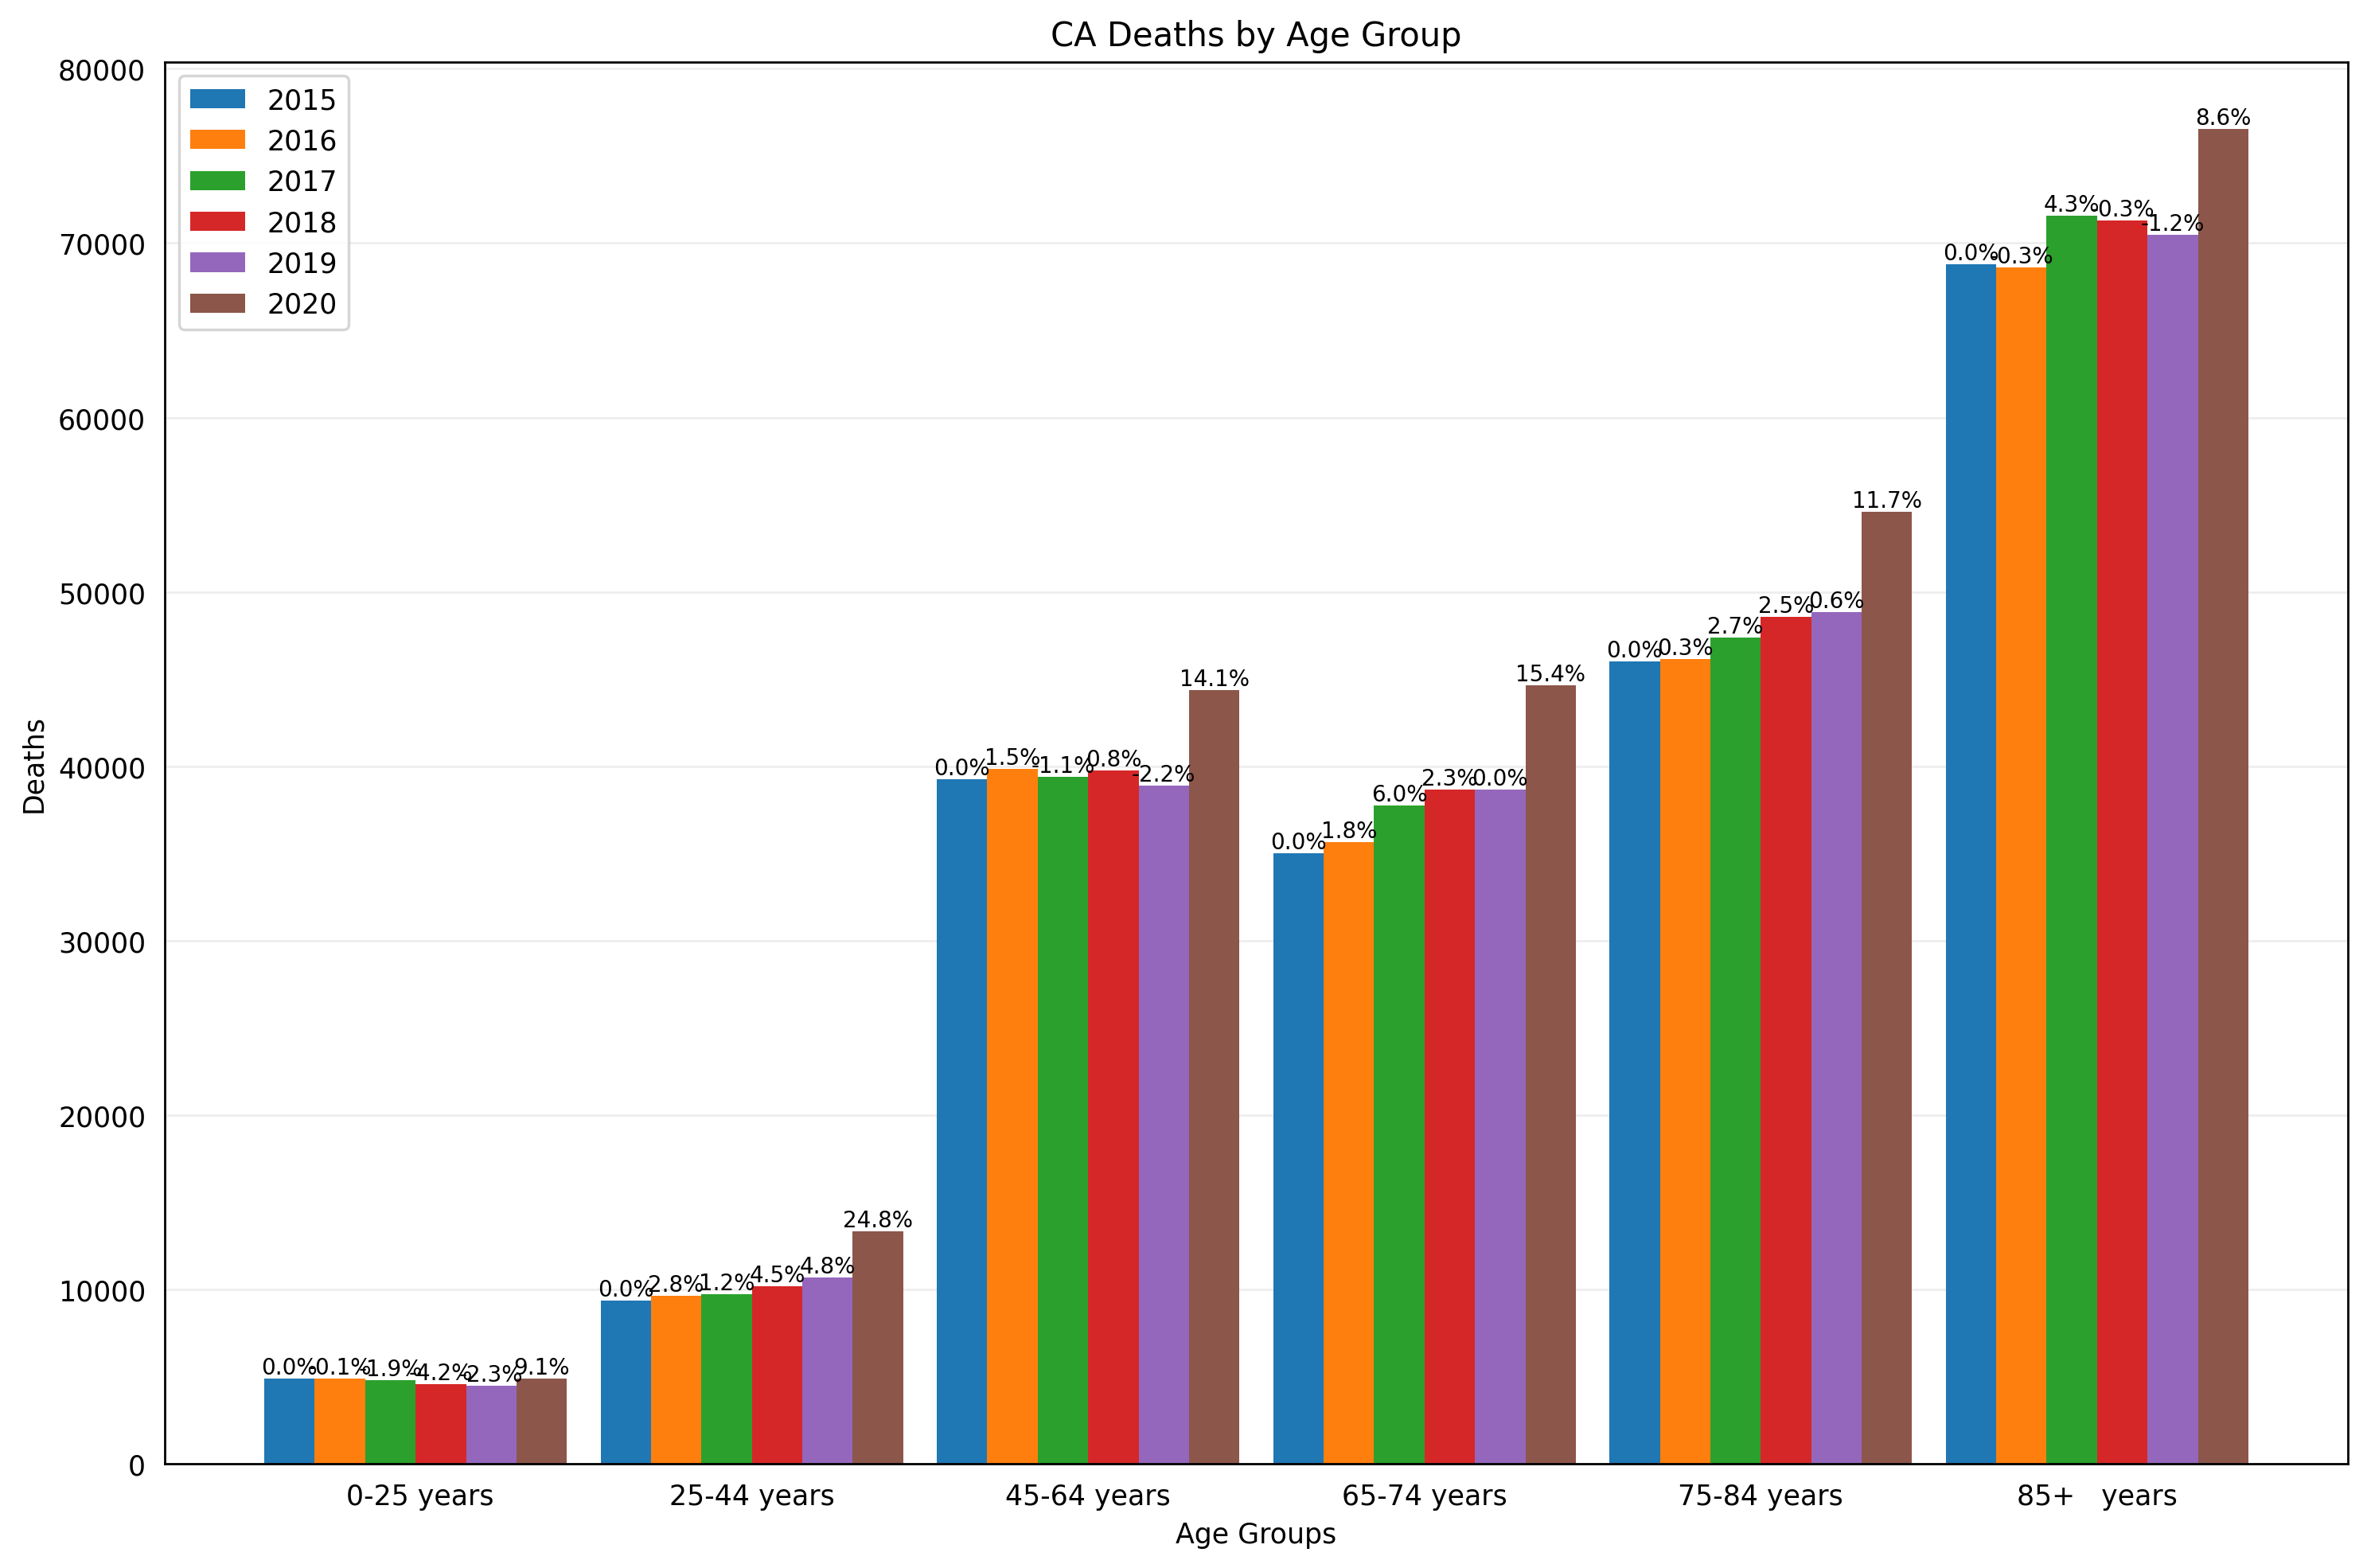 CA Deaths by Age Group
80000
70000
60000
50000
40000
30000
20000
10000
0
Deaths
2015
2016
2017
2018
2019
2020
0.0% -0.1% -1.9% -4.2% -2.3% 9.1%
0.0% 2.8% 1.2% 4.5% 4.8% 24.8%
0.0% 1.5% -1.1% 0.8% -2.2% 14.1%
0.0% 1.8% 6.0% 2.3% 0.0% 15.4%
0.0% 0.3% 2.7% 2.5% 0.6% 11.7%
0.0% -0.3% 4.3% -0.3% -1.2% 8.6%
0-25 years 25-44 years 45-64 years 65-74 years 75-84 years 85+ years
Age Groups